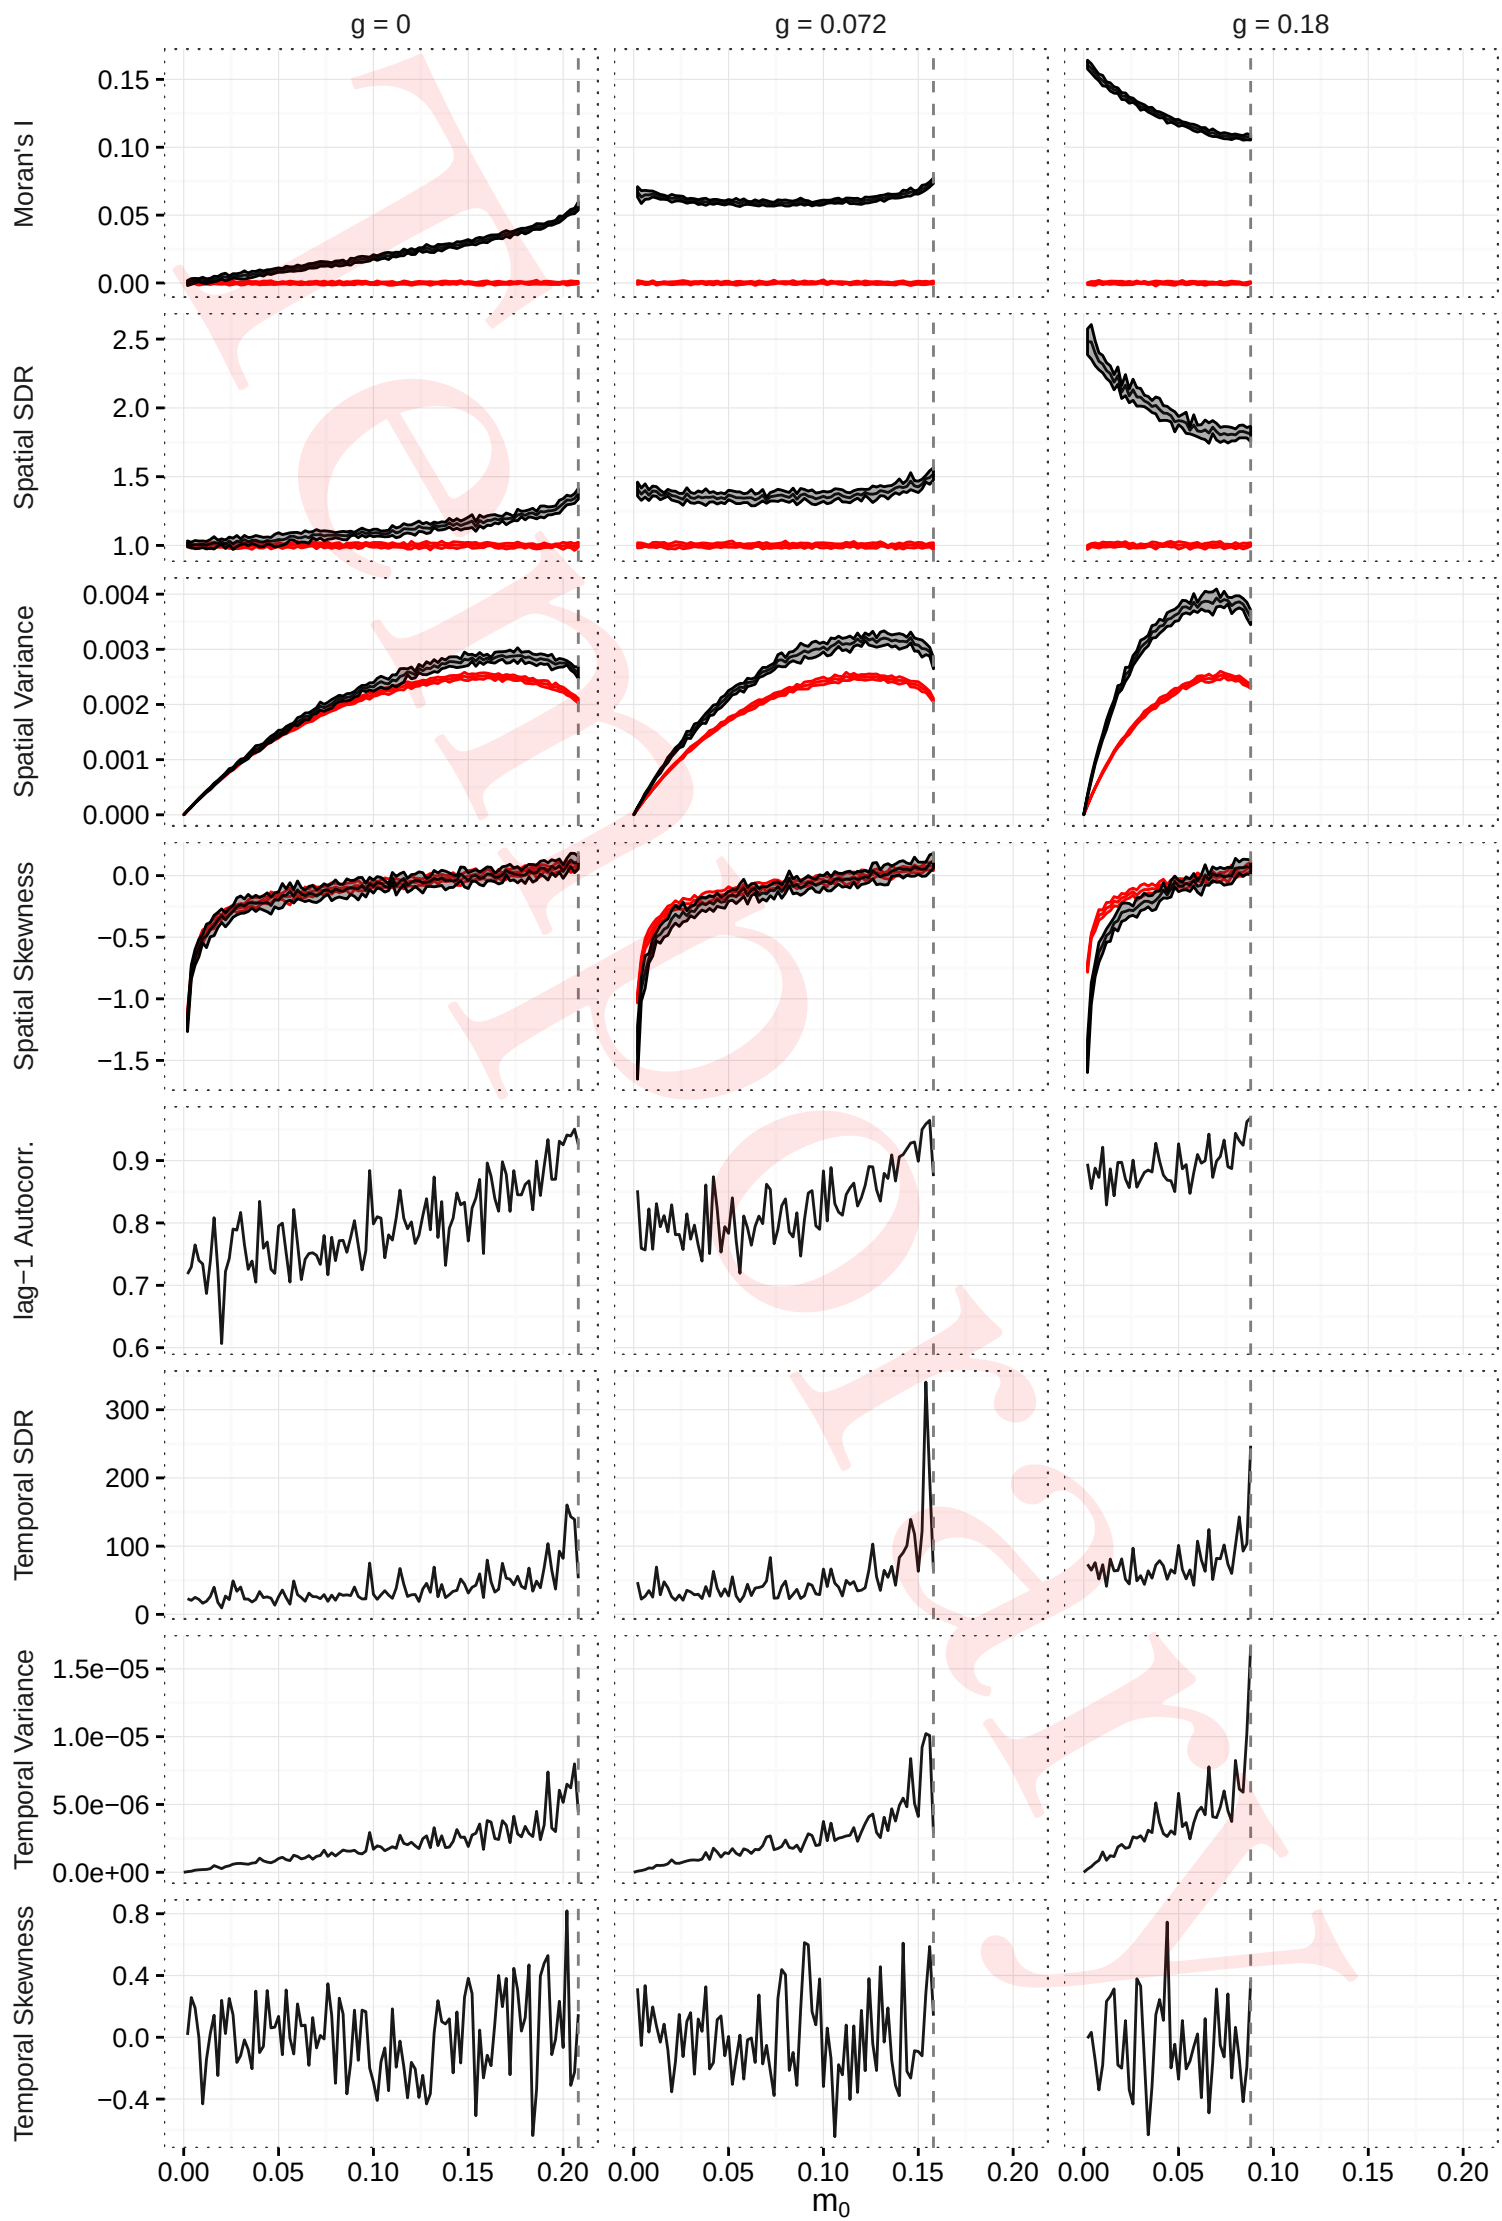 g = 0 g = 0.072 g = 0.18
Moran's I
0.15
0.10
0.05
0.00
Spatial SDR
2.5
2.0
1.5
1.0
Spatial Variance
0.004
0.003
0.002
0.001
0.000
Spatial Skewness
0.0
−0.5
−1.0
−1.5
lag−1 Autocorr.
0.9
0.8
0.7
0.6
Temporal SDR
300
200
100
0
Temporal Variance
1.5e−05
1.0e−05
5.0e−06
0.0e+00
Temporal Skewness
0.8
0.4
0.0
−0.4
0.00 0.05 0.10 0.15 0.20 0.00 0.05 0.10 0.15 0.20 0.00 0.05 0.10 0.15 0.20
m₀
Temporary